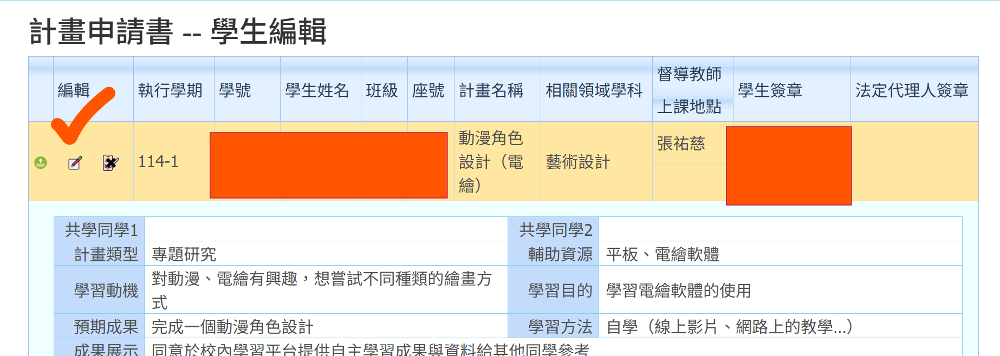 計畫申請書 -- 學生編輯
編輯
執行學期
學號
學生姓名
班級
座號
計畫名稱
相關領域學科
督導教師
上課地點
學生簽章
法定代理人簽章
114-1
動漫角色
設計（電
繪）
藝術設計
張祐慈
共學同學1
共學同學2
計畫類型
專題研究
輔助資源
平板、電繪軟體
學習動機
對動漫、電繪有興趣，想嘗試不同種類的繪畫方
式
學習目的
學習電繪軟體的使用
預期成果
完成一個動漫角色設計
學習方法
自學（線上影片、網路上的教學...）
成果展示
同意於校內學習平台提供自主學習成果與資料給其他同學參考